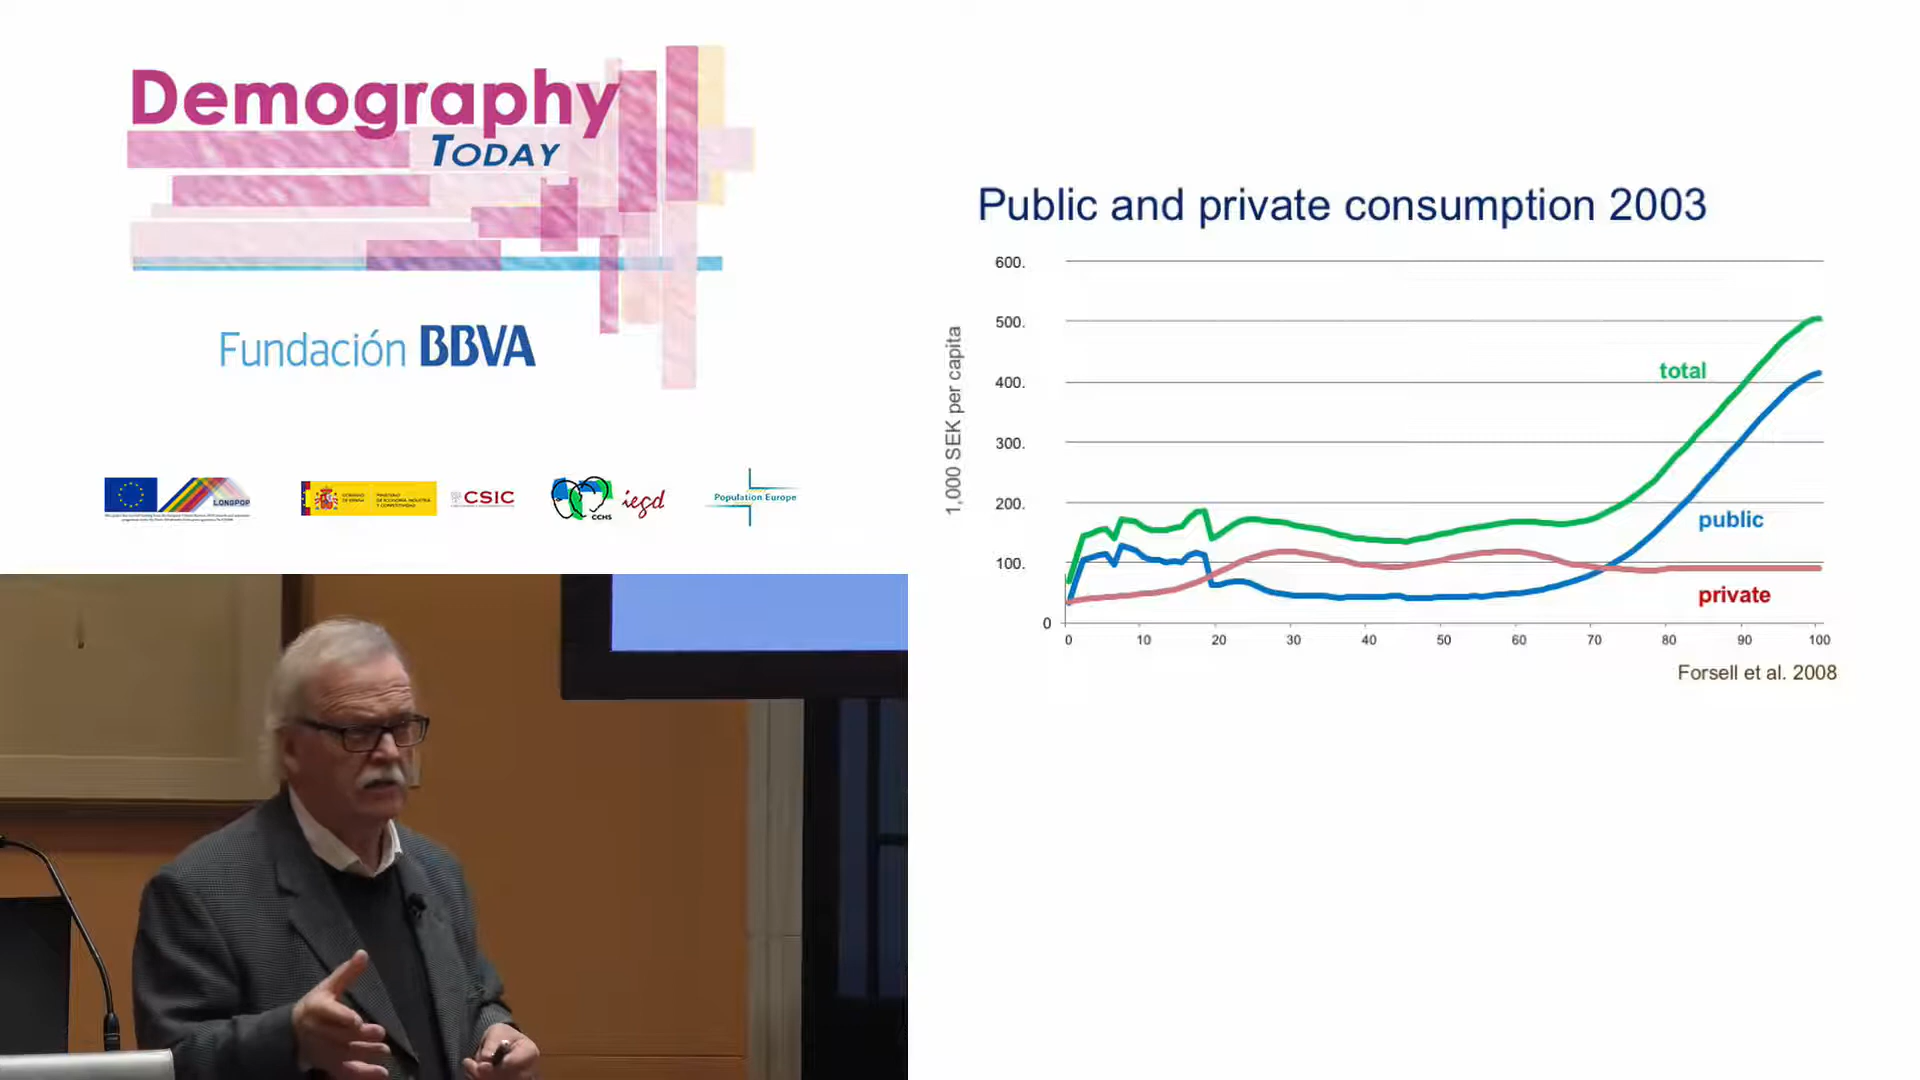 Demography
TODAY
Fundación BBVA
LONGPOP
CSIC
CCHS
iegd
Population Europe
Public and private consumption 2003
1,000 SEK per capita
600.
500.
400.
300.
200.
100.
0
total
public
private
0 10 20 30 40 50 60 70 80 90 100
Forsell et al. 2008